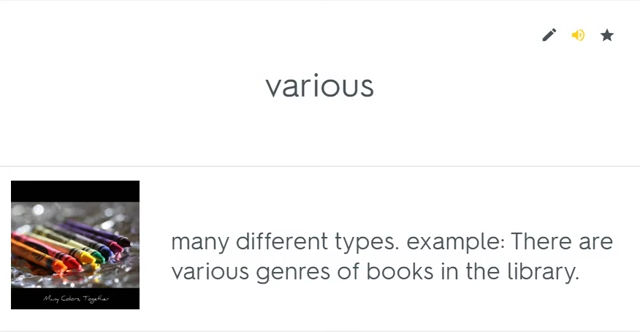 various
many different types. example: There are
various genres of books in the library.
Many Colors, Together